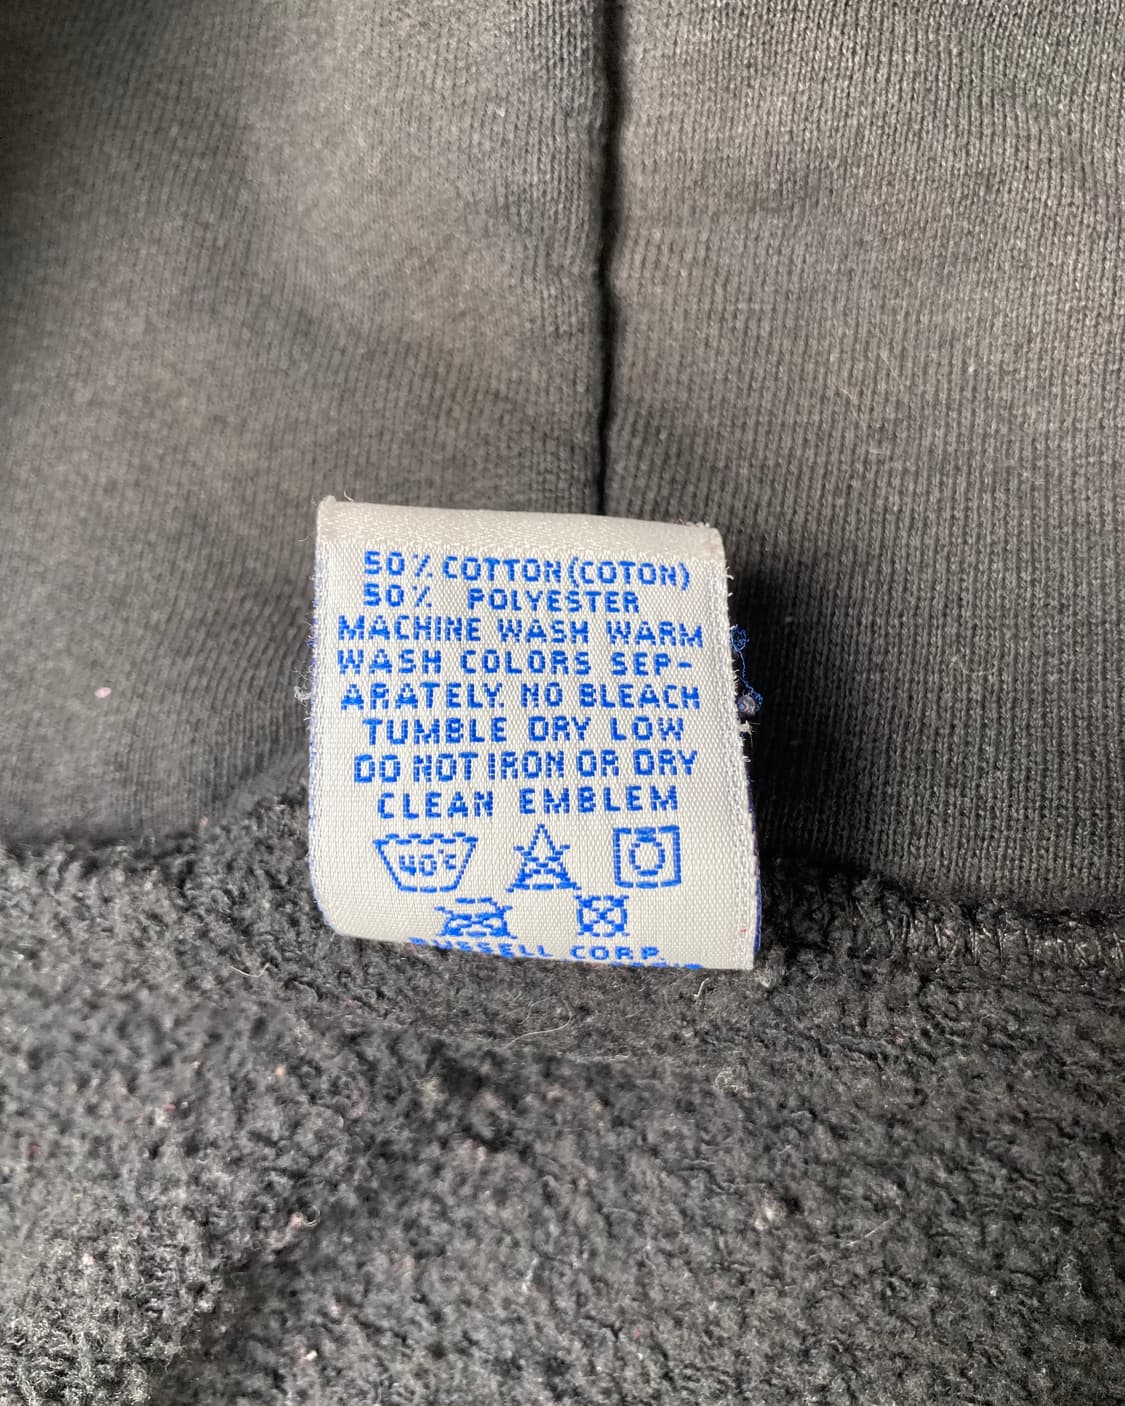 50% COTTON (COTON)
50% POLYESTER
MACHINE WASH WARM
WASH COLORS SEP-
ARATELY. NO BLEACH
TUMBLE DRY LOW
DO NOT IRON OR DRY
CLEAN EMBLEM
40°C
RUSSELL CORP.